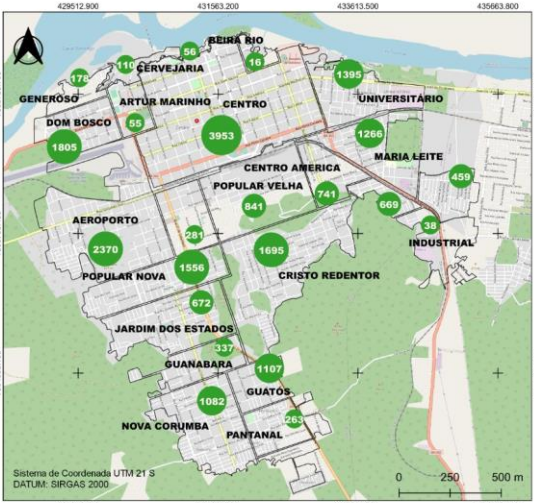 429512.900 431563.200 433613.500 435663.800
BEIRA RIO
56
110
CERVEJARIA
16
178
1395
GENEROSO
ARTUR MARINHO
CENTRO
UNIVERSITÁRIO
DOM BOSCO
55
3953
1266
1805
MARIA LEITE
CENTRO AMERICA
459
POPULAR VELHA
741
841
669
AEROPORTO
38
281
INDUSTRIAL
2370
1695
1556
POPULAR NOVA
CRISTO REDENTOR
672
JARDIM DOS ESTADOS
337
GUANABARA
1107
GUATÓS
1082
263
NOVA CORUMBA
PANTANAL
Sistema de Coordenada UTM 21 S
DATUM: SIRGAS 2000
0 250 500 m